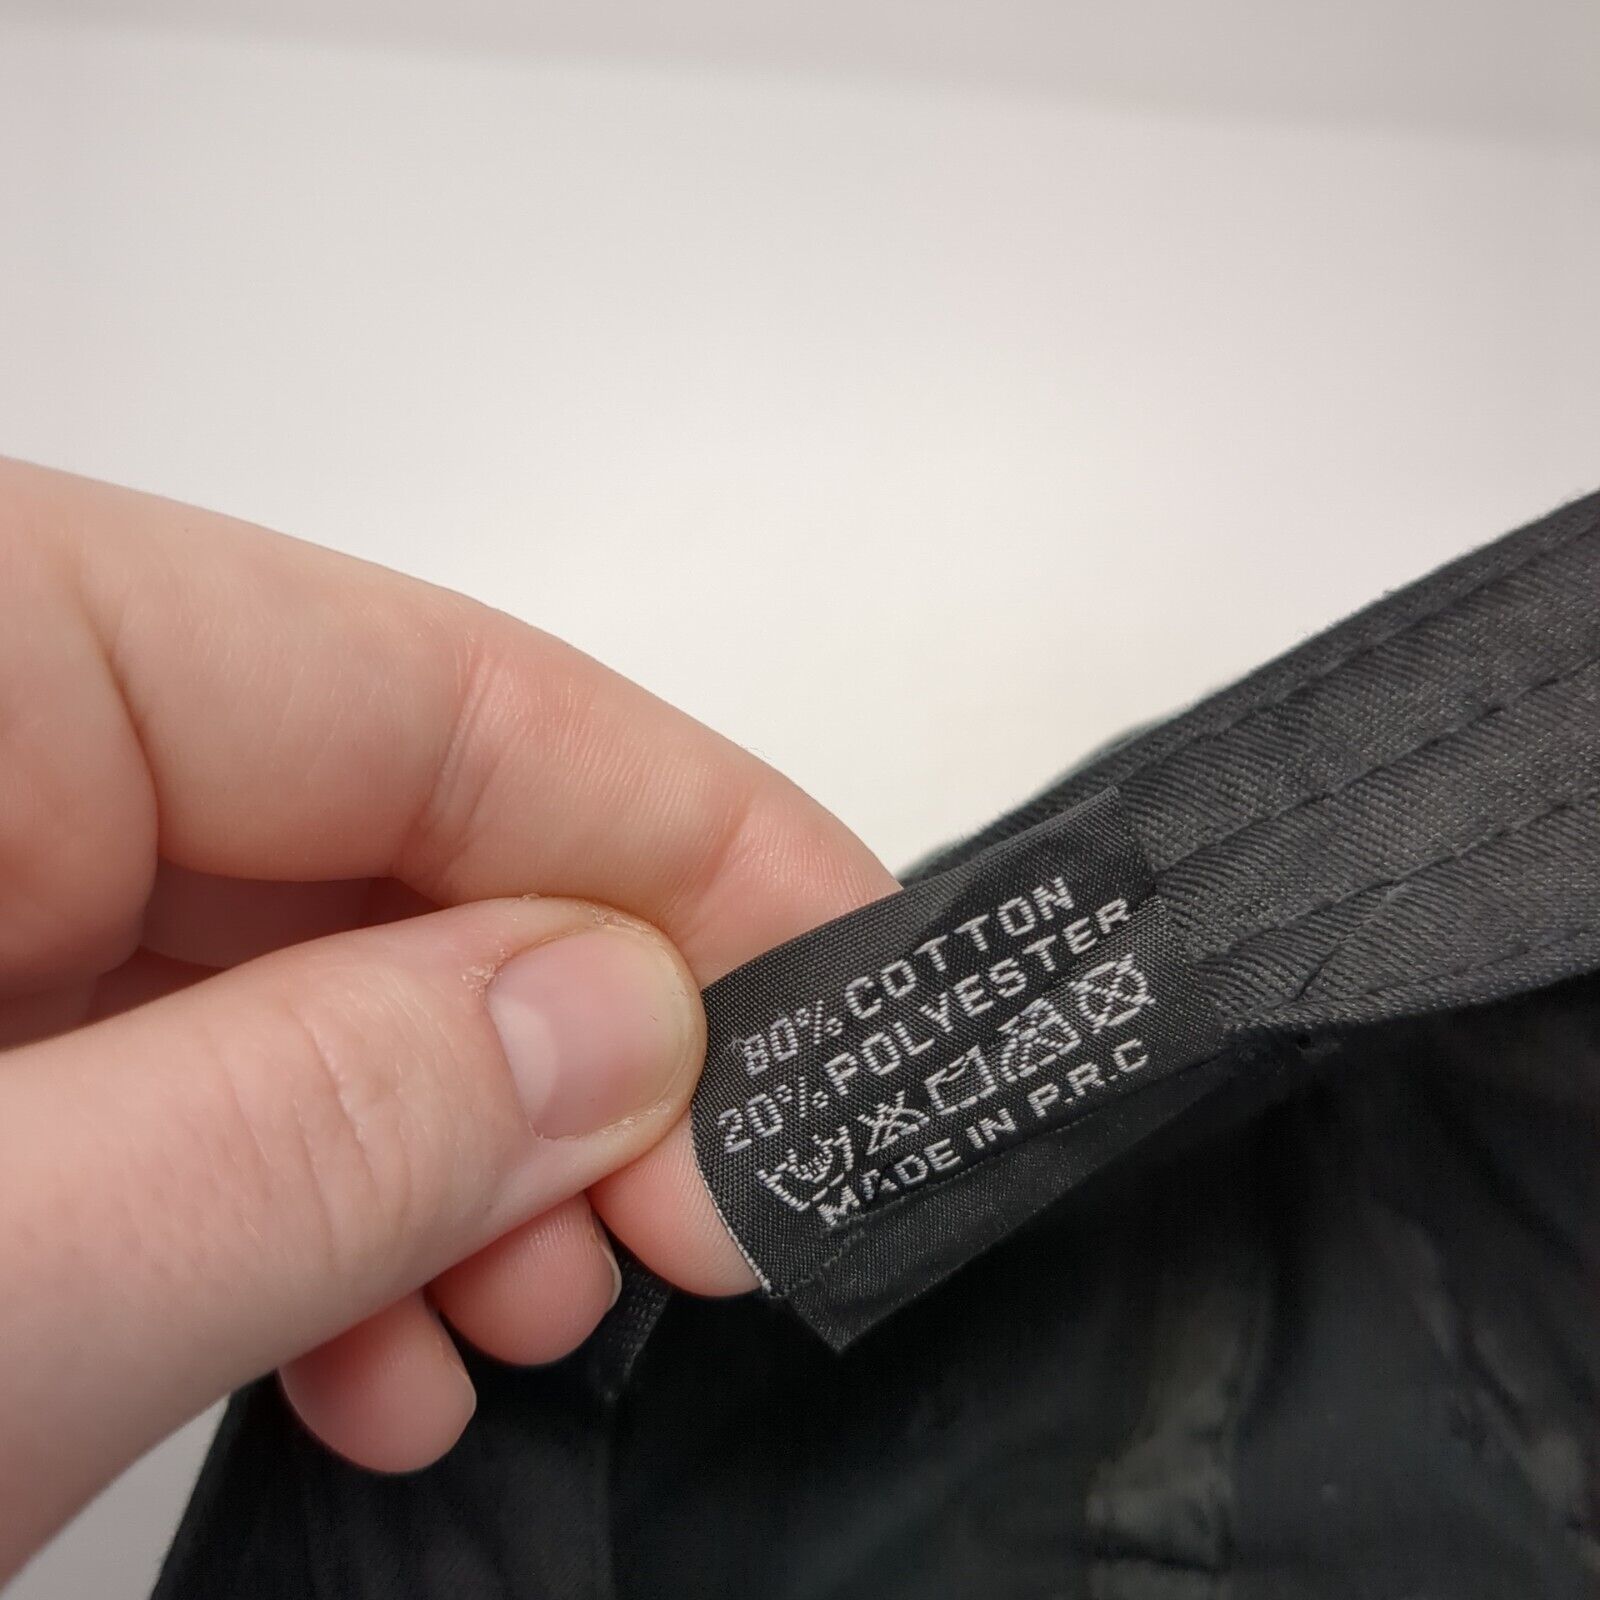 80% COTTON
20% POLYESTER
MADE IN P.R.C